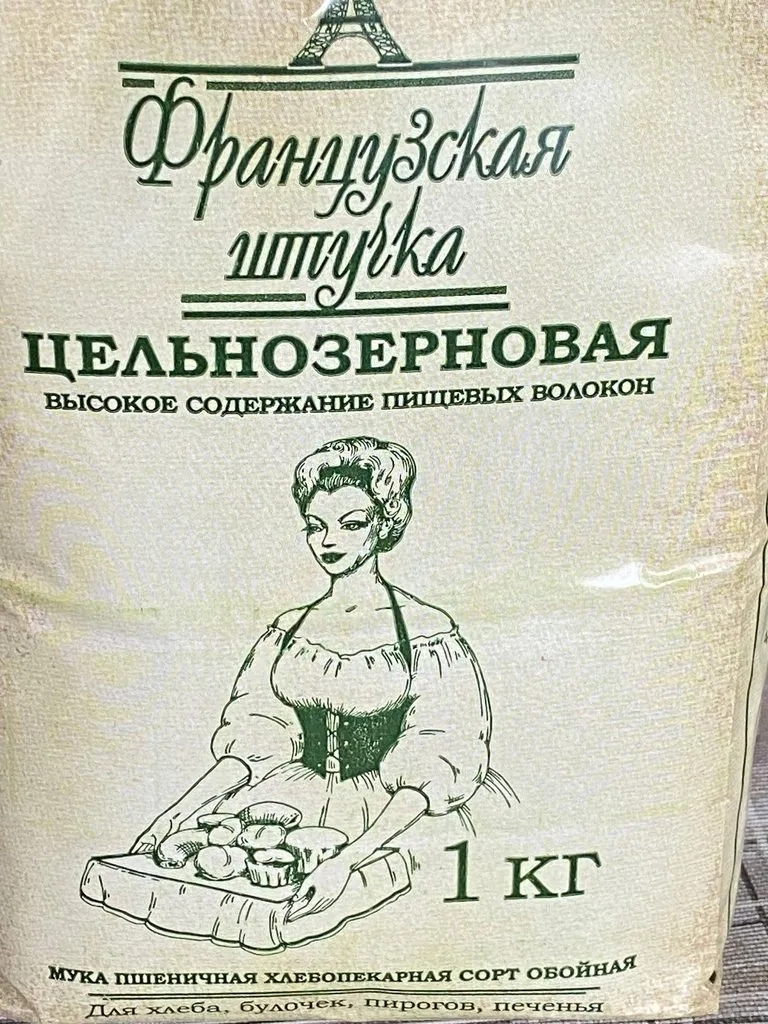 Французская
штучка
ЦЕЛЬНОЗЕРНОВАЯ
ВЫСОКОЕ СОДЕРЖАНИЕ ПИЩЕВЫХ ВОЛОКОН
1 КГ
МУКА ПШЕНИЧНАЯ ХЛЕБОПЕКАРНАЯ СОРТ ОБОЙНАЯ
Для хлеба, булочек, пирогов, печенья